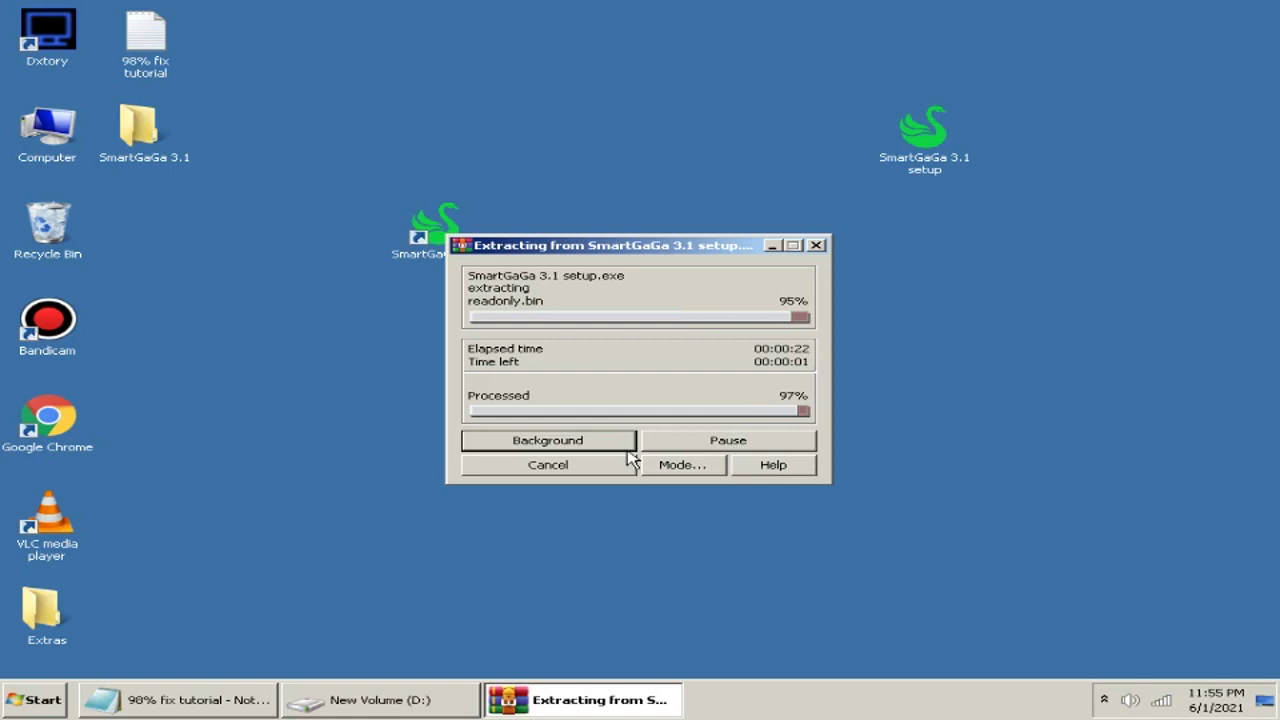 Dxtory
98% fix
tutorial
Computer
SmartGaGa 3.1
Recycle Bin
Bandicam
Google Chrome
VLC media
player
Extras
SmartGaGa 3.1
setup
Extracting from SmartGaGa 3.1 setup....
SmartGaGa 3.1 setup.exe
extracting
readonly.bin 95%
Elapsed time 00:00:22
Time left 00:00:01
Processed 97%
Background Pause
Cancel Mode... Help
Start 98% fix tutorial - Not... New Volume (D:) Extracting from S... 11:55 PM
6/1/2021